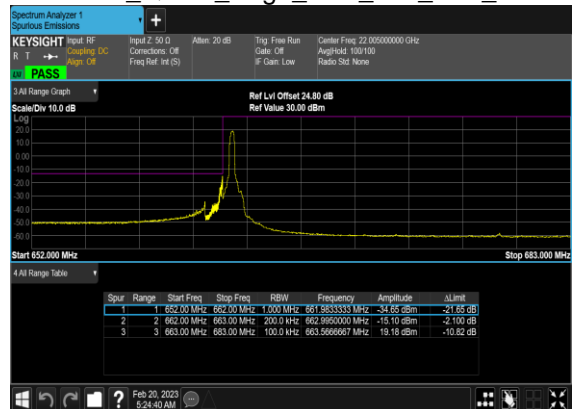 Spectrum Analyzer 1
Spurious Emissions
+
KEYSIGHT Input: RF Input Z: 50 Ω Atten: 20 dB Trig: Free Run Center Freq: 22.005000000 GHz
R T Coupling: DC Corrections: Off Gate: Off Avg|Hold: 100/100
Align: Off Freq Ref: Int (S) IF Gain: Low Radio Std: None
PASS
3 All Range Graph
Ref Lvl Offset 24.80 dB
Scale/Div 10.0 dB Ref Value 30.00 dBm
Log
20.0
10.0
0.00
-10.0
-20.0
-30.0
-40.0
-50.0
-60.0
Start 652.000 MHz Stop 683.000 MHz
4 All Range Table
Spur Range Start Freq Stop Freq RBW Frequency Amplitude ΔLimit
1 1 652.00 MHz 662.00 MHz 1.000 MHz 661.9833333 MHz -34.65 dBm -21.65 dB
2 2 662.00 MHz 663.00 MHz 200.0 kHz 662.9950000 MHz -15.10 dBm -2.100 dB
3 3 663.00 MHz 683.00 MHz 100.0 kHz 663.5666667 MHz 19.18 dBm -10.82 dB
? Feb 20, 2023
5:24:40 AM